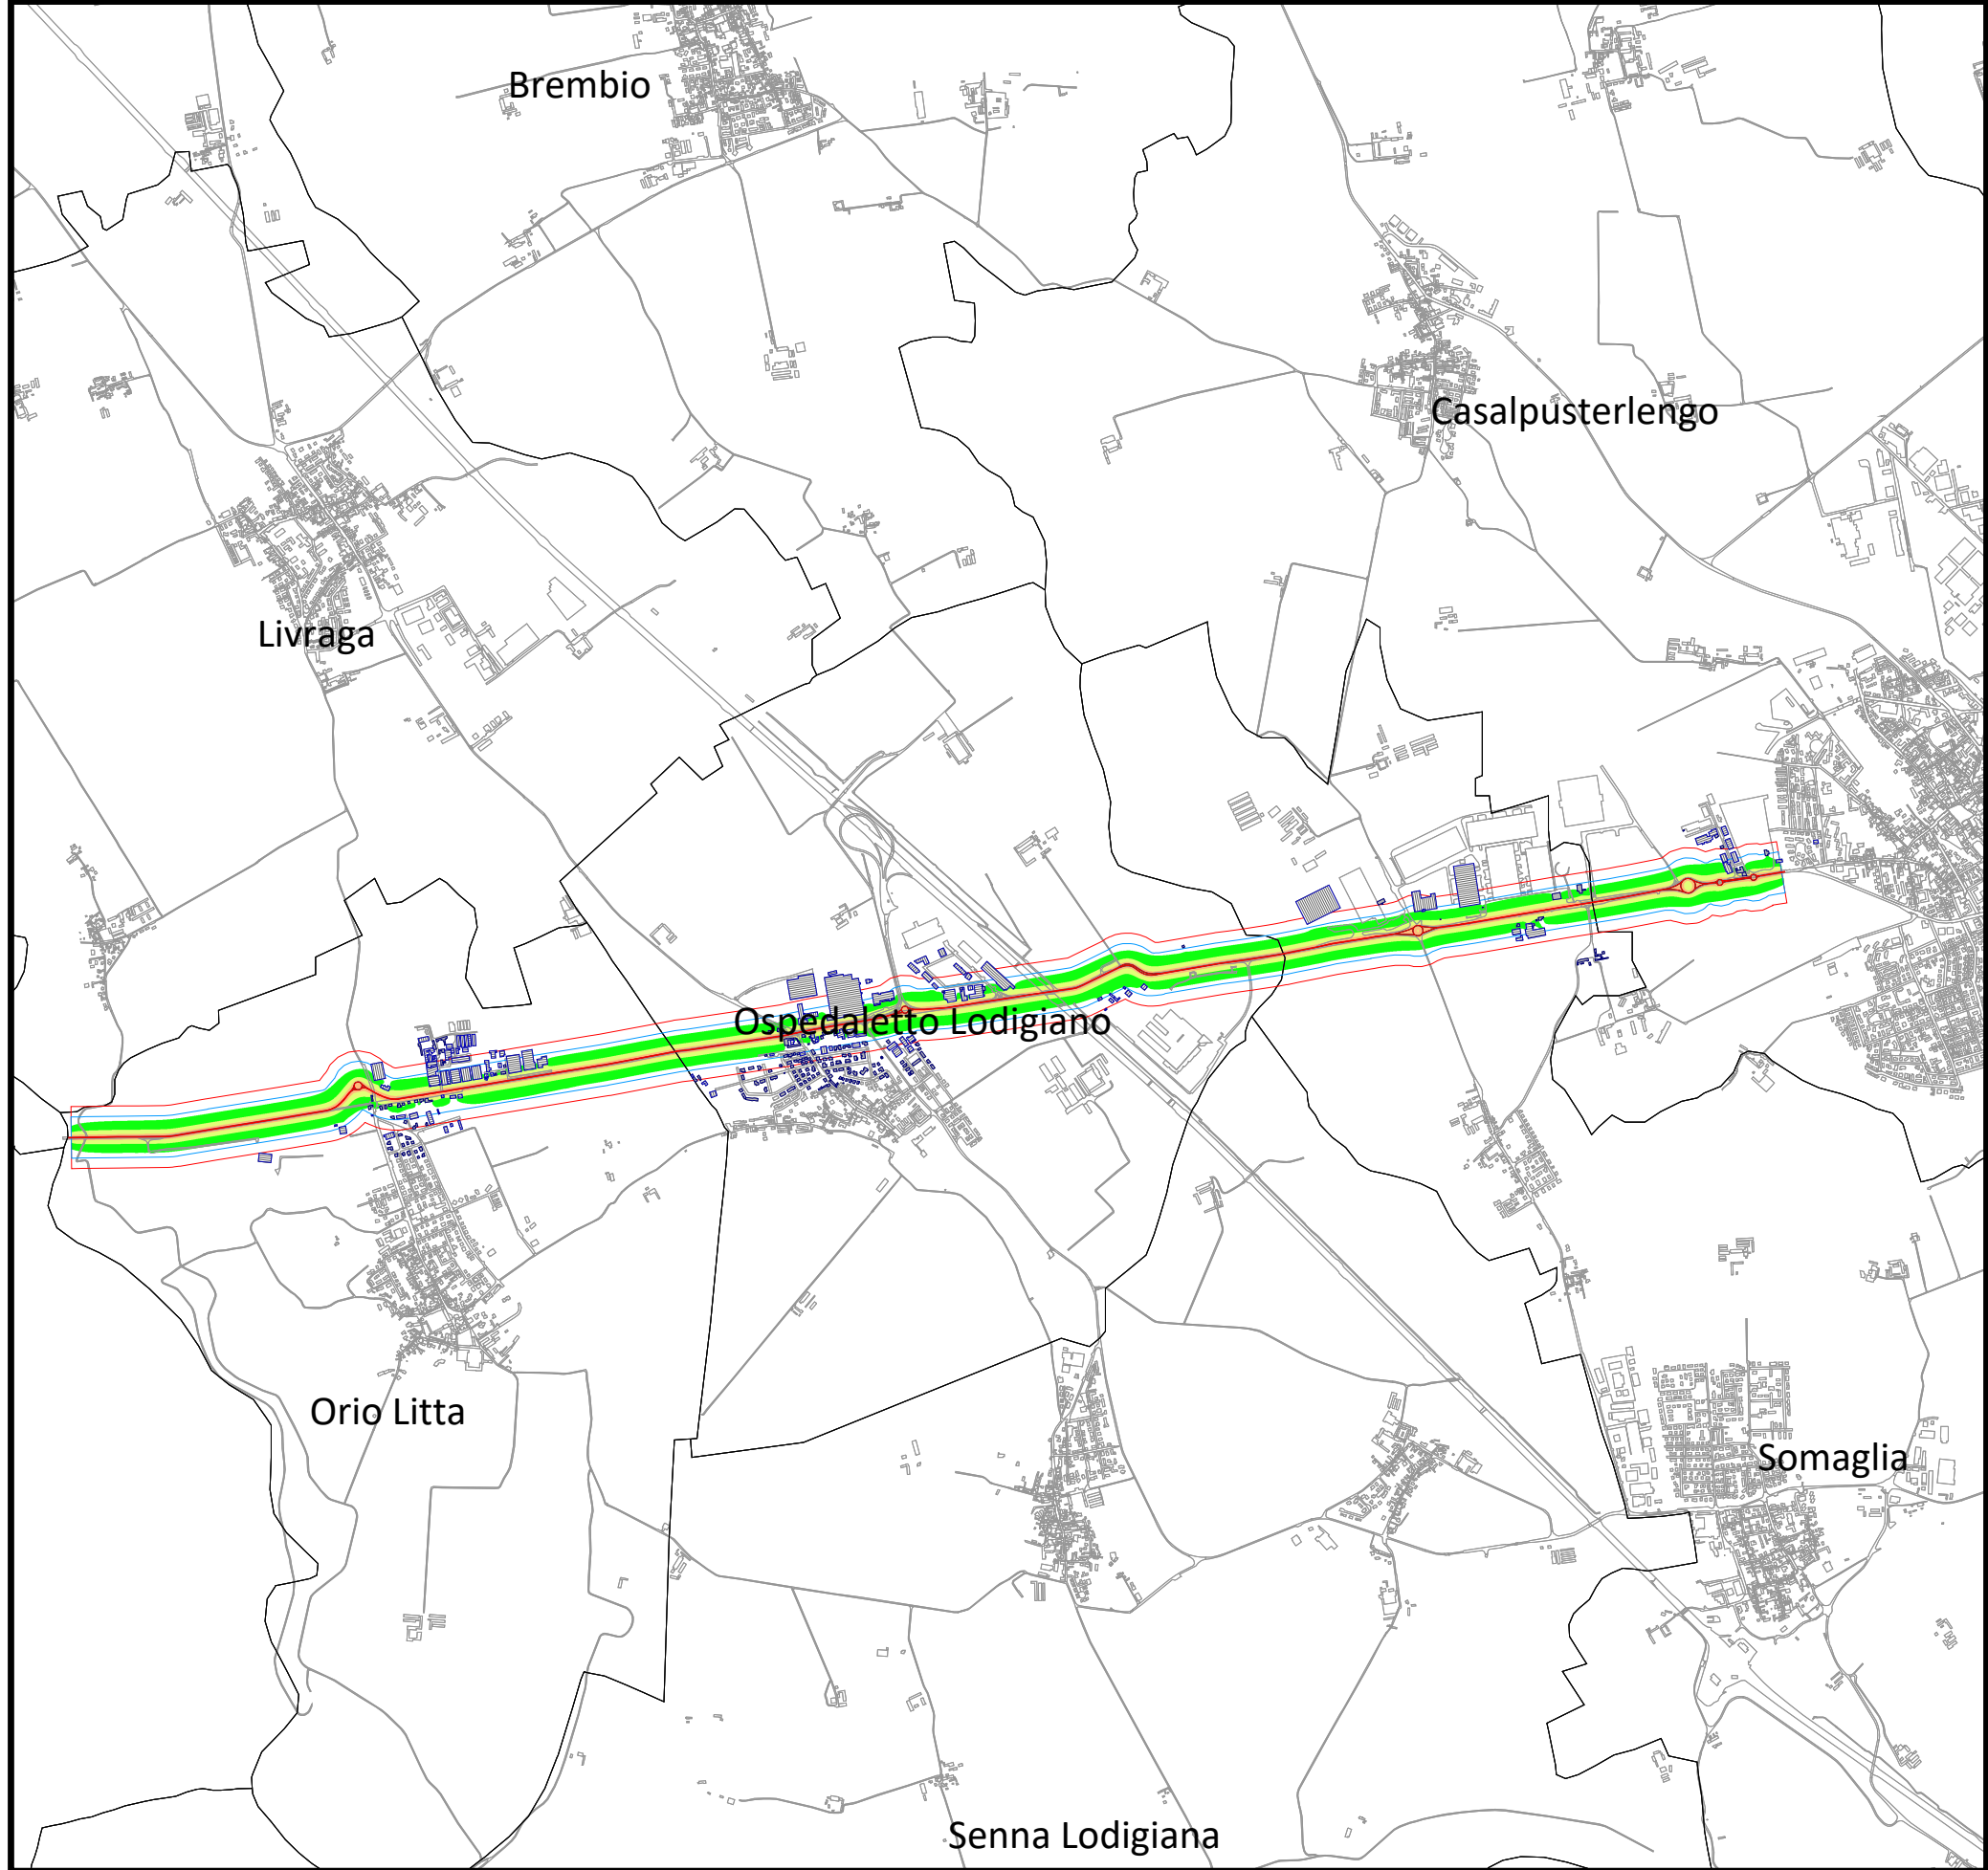 Brembio
Casalpusterlengo
Livraga
Ospedaletto Lodigiano
Orio Litta
Somaglia
Senna Lodigiana